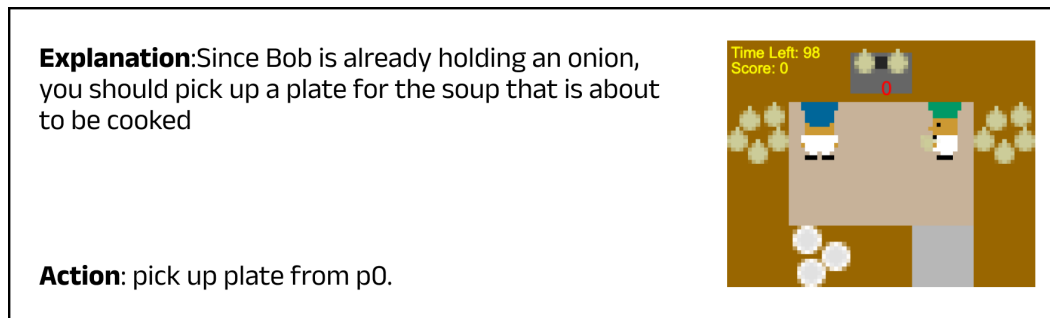 Explanation:Since Bob is already holding an onion,
you should pick up a plate for the soup that is about
to be cooked
Action: pick up plate from p0.
Time Left: 98
Score: 0
0